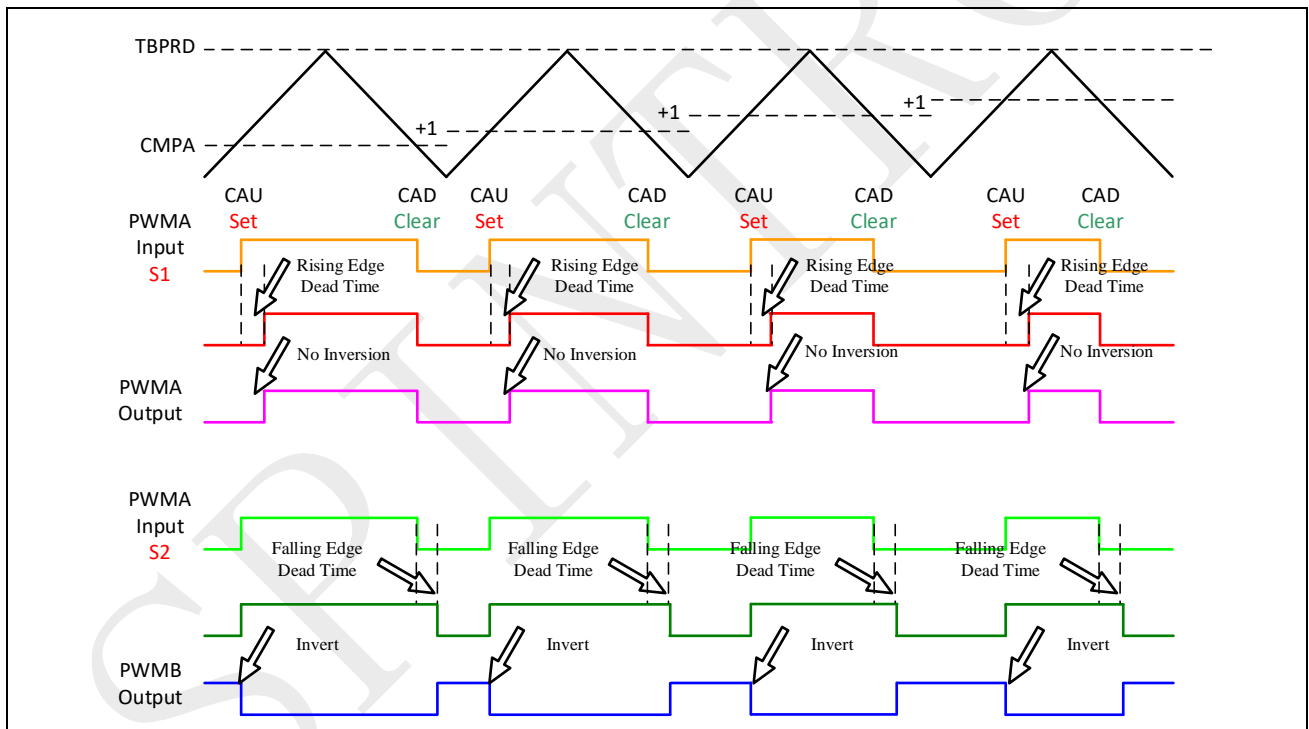 TBPRD
+1
+1
+1
CMPA
CAU CAD CAU CAD CAU CAD CAU CAD
PWMA
Input
S1
Set Clear Set Clear Set Clear Set Clear
Rising Edge
Dead Time
Rising Edge
Dead Time
Rising Edge
Dead Time
Rising Edge
Dead Time
No Inversion
No Inversion
No Inversion
No Inversion
PWMA
Output
PWMA
Input
S2
Falling Edge
Dead Time
Falling Edge
Dead Time
Falling Edge
Dead Time
Falling Edge
Dead Time
Invert
Invert
Invert
Invert
PWMB
Output